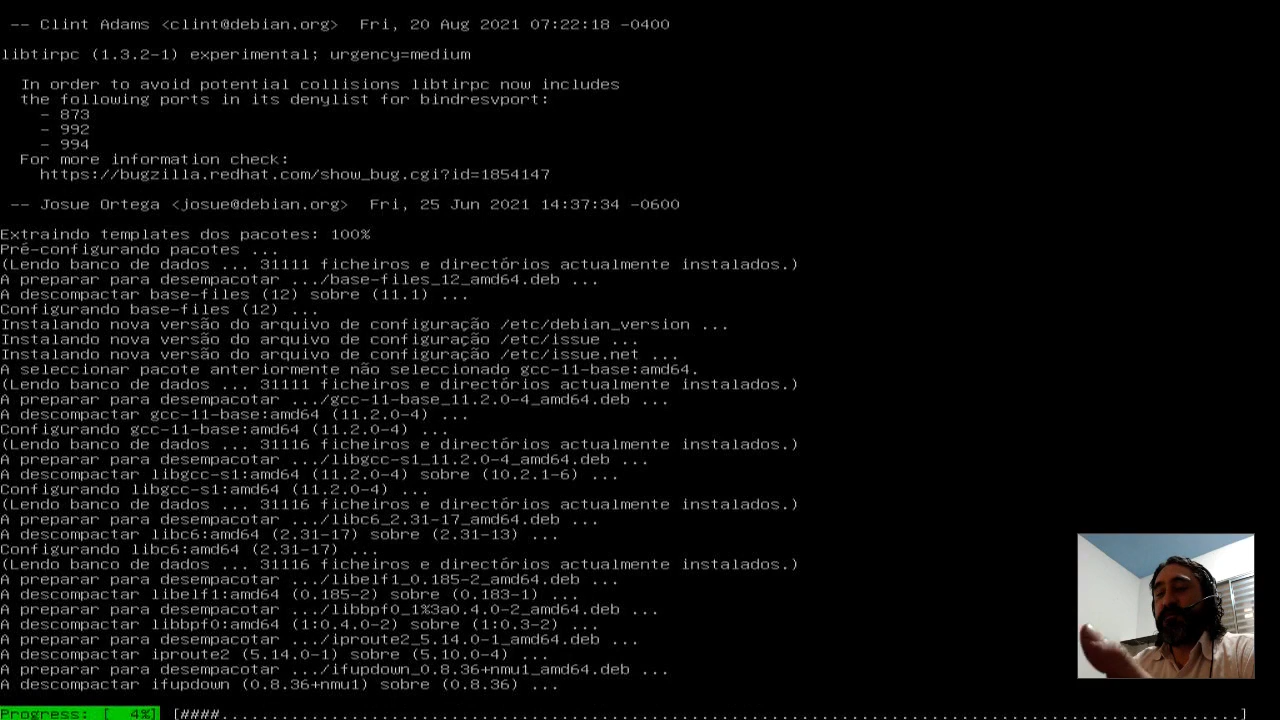 -- Clint Adams <clint@debian.org>  Fri, 20 Aug 2021 07:22:18 -0400
libtirpc (1.3.2-1) experimental; urgency=medium
In order to avoid potential collisions libtirpc now includes
the following ports in its denylist for bindresvport:
- 873
- 992
- 994
For more information check:
https://bugzilla.redhat.com/show_bug.cgi?id=1854147
-- Josue Ortega <josue@debian.org>  Fri, 25 Jun 2021 14:37:34 -0600
Extraindo templates dos pacotes: 100%
Pré-configurando pacotes ...
(Lendo banco de dados ... 31111 ficheiros e directórios actualmente instalados.)
A preparar para desempacotar .../base-files_12_amd64.deb ...
A descompactar base-files (12) sobre (11.1) ...
Configurando base-files (12) ...
Instalando nova versão do arquivo de configuração /etc/debian_version ...
Instalando nova versão do arquivo de configuração /etc/issue ...
Instalando nova versão do arquivo de configuração /etc/issue.net ...
A seleccionar pacote anteriormente não seleccionado gcc-11-base:amd64.
(Lendo banco de dados ... 31111 ficheiros e directórios actualmente instalados.)
A preparar para desempacotar .../gcc-11-base_11.2.0-4_amd64.deb ...
A descompactar gcc-11-base:amd64 (11.2.0-4) ...
Configurando gcc-11-base:amd64 (11.2.0-4) ...
(Lendo banco de dados ... 31116 ficheiros e directórios actualmente instalados.)
A preparar para desempacotar .../libgcc-s1_11.2.0-4_amd64.deb ...
A descompactar libgcc-s1:amd64 (11.2.0-4) sobre (10.2.1-6) ...
Configurando libgcc-s1:amd64 (11.2.0-4) ...
(Lendo banco de dados ... 31116 ficheiros e directórios actualmente instalados.)
A preparar para desempacotar .../libc6_2.31-17_amd64.deb ...
A descompactar libc6:amd64 (2.31-17) sobre (2.31-13) ...
Configurando libc6:amd64 (2.31-17) ...
(Lendo banco de dados ... 31116 ficheiros e directórios actualmente instalados.)
A preparar para desempacotar .../libelf1_0.185-2_amd64.deb ...
A descompactar libelf1:amd64 (0.185-2) sobre (0.183-1) ...
A preparar para desempacotar .../libbpf0_1%3a0.4.0-2_amd64.deb ...
A descompactar libbpf0:amd64 (1:0.4.0-2) sobre (1:0.3-2) ...
A preparar para desempacotar .../iproute2_5.14.0-1_amd64.deb ...
A descompactar iproute2 (5.14.0-1) sobre (5.10.0-4) ...
A preparar para desempacotar .../ifupdown_0.8.36+nmu1_amd64.deb ...
A descompactar ifupdown (0.8.36+nmu1) sobre (0.8.36) ...
Progress: [  4%] [####......................................................................................................]